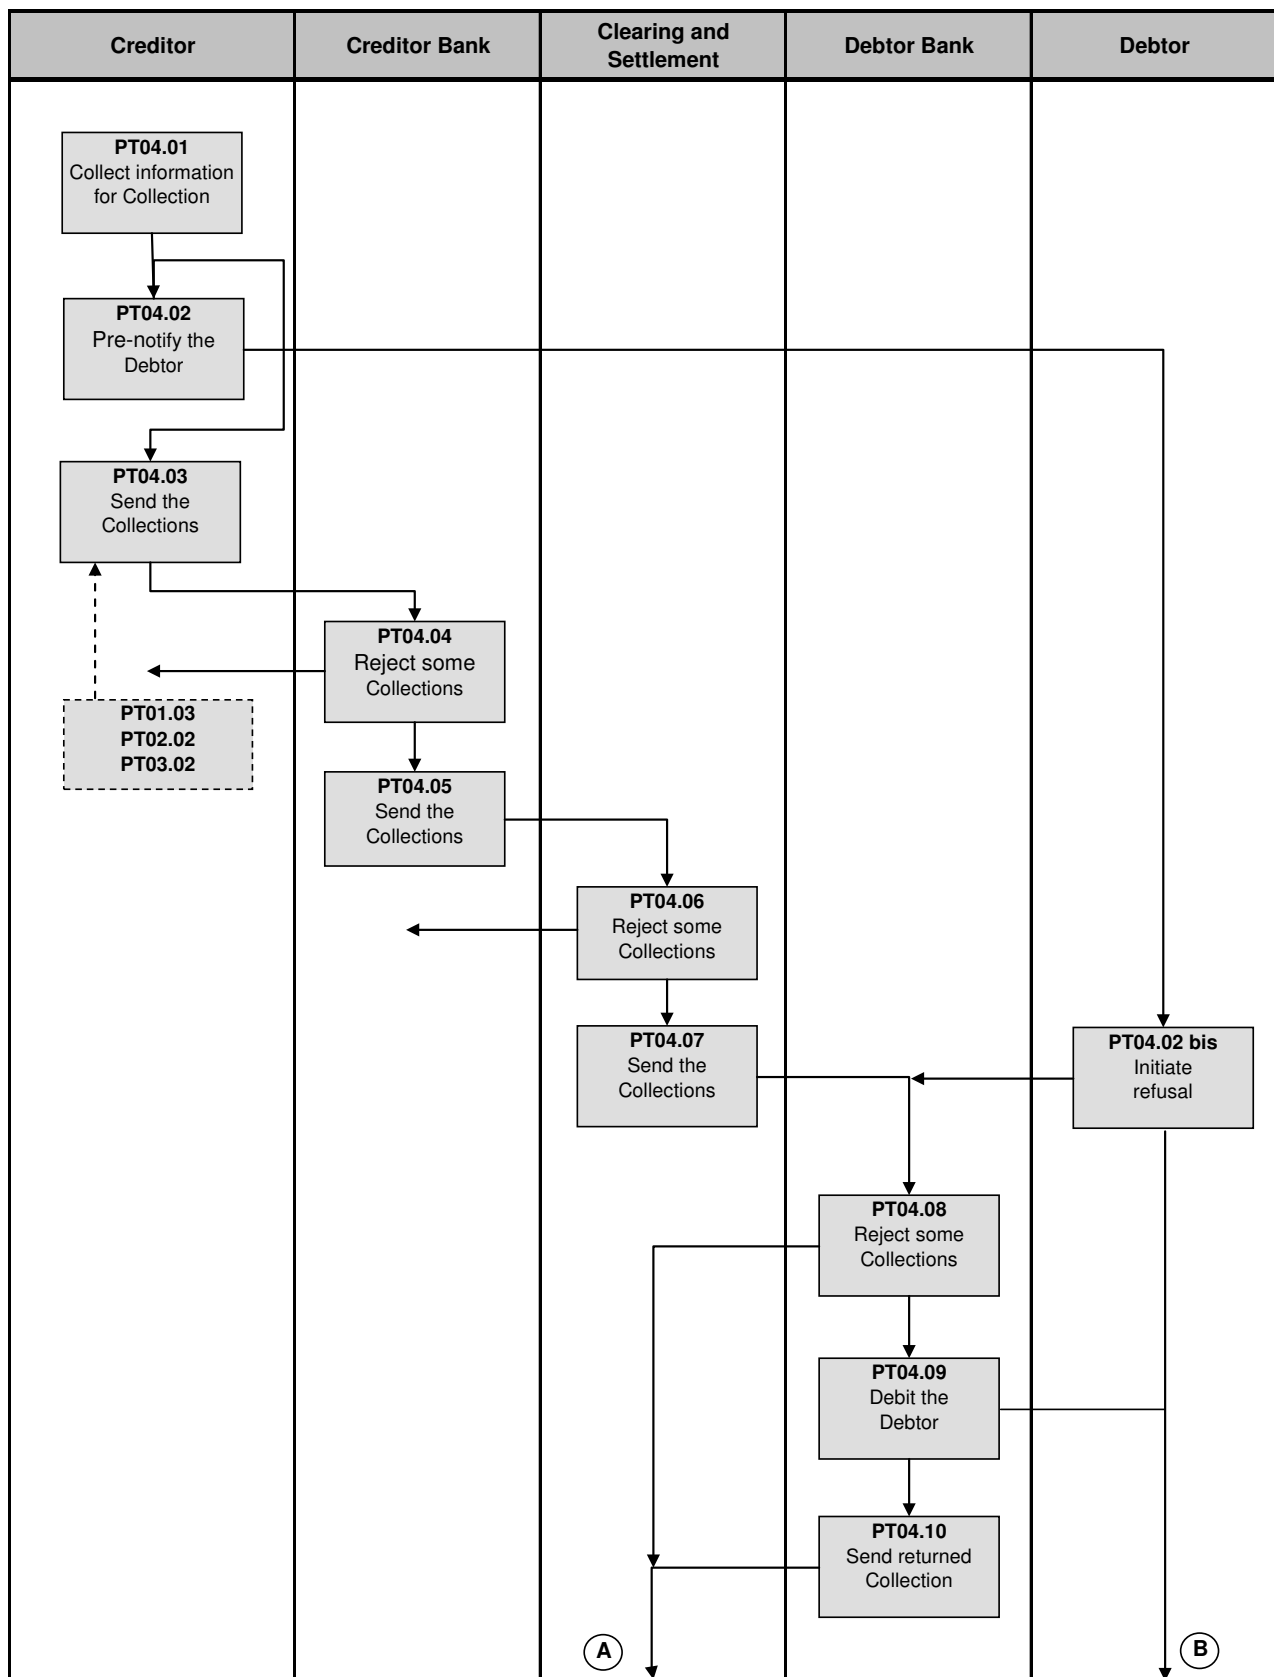 Creditor
Creditor Bank
Clearing and
Settlement
Debtor Bank
Debtor
PT04.01
Collect information
for Collection
PT04.02
Pre-notify the
Debtor
PT04.03
Send the
Collections
PT04.04
Reject some
Collections
PT01.03
PT02.02
PT03.02
PT04.05
Send the
Collections
PT04.06
Reject some
Collections
PT04.07
Send the
Collections
PT04.02 bis
Initiate
refusal
PT04.08
Reject some
Collections
PT04.09
Debit the
Debtor
PT04.10
Send returned
Collection
A
B